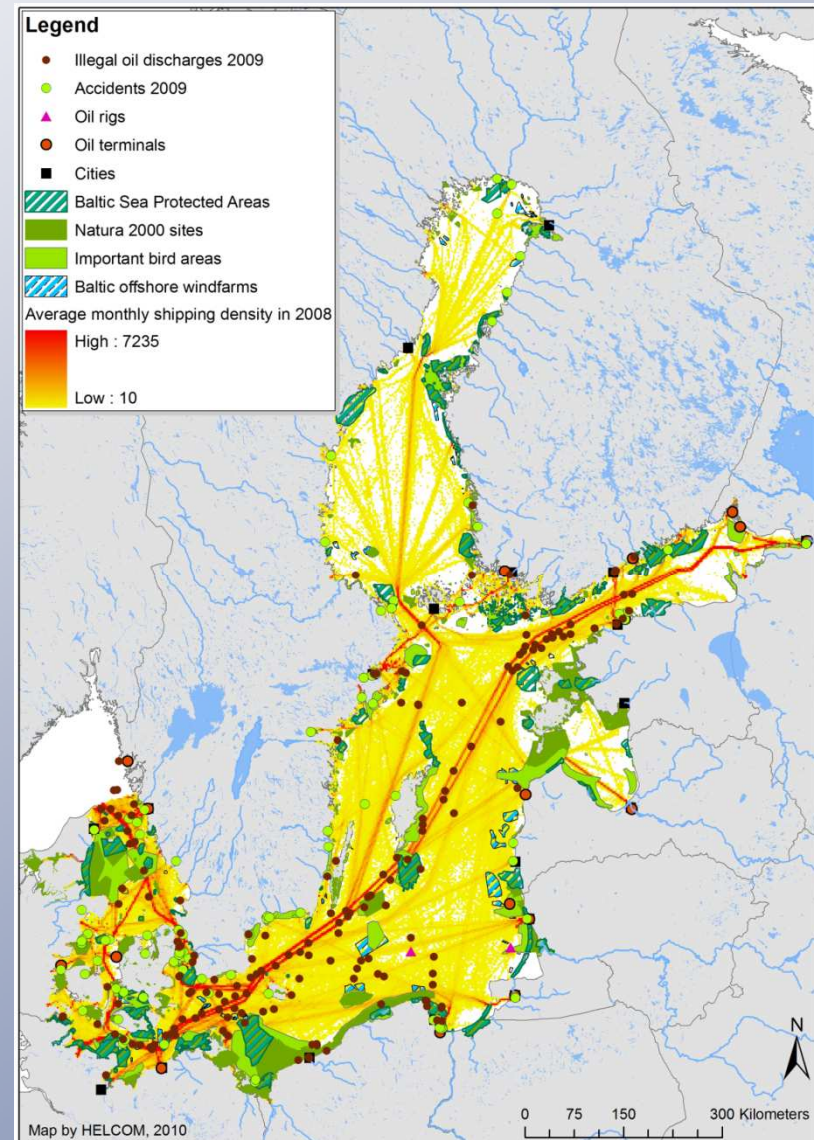 Legend
Illegal oil discharges 2009
Accidents 2009
Oil rigs
Oil terminals
Cities
Baltic Sea Protected Areas
Natura 2000 sites
Important bird areas
Baltic offshore windfarms
Average monthly shipping density in 2008
High : 7235
Low : 10
N
0 75 150 300 Kilometers
Map by HELCOM, 2010